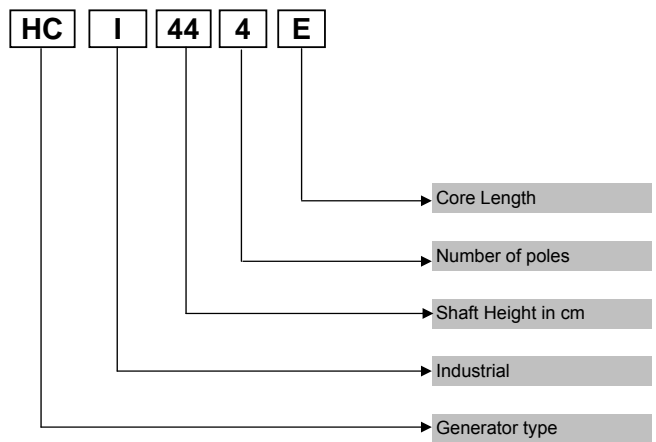 HC I 44 4 E
Core Length
Number of poles
Shaft Height in cm
Industrial
Generator type